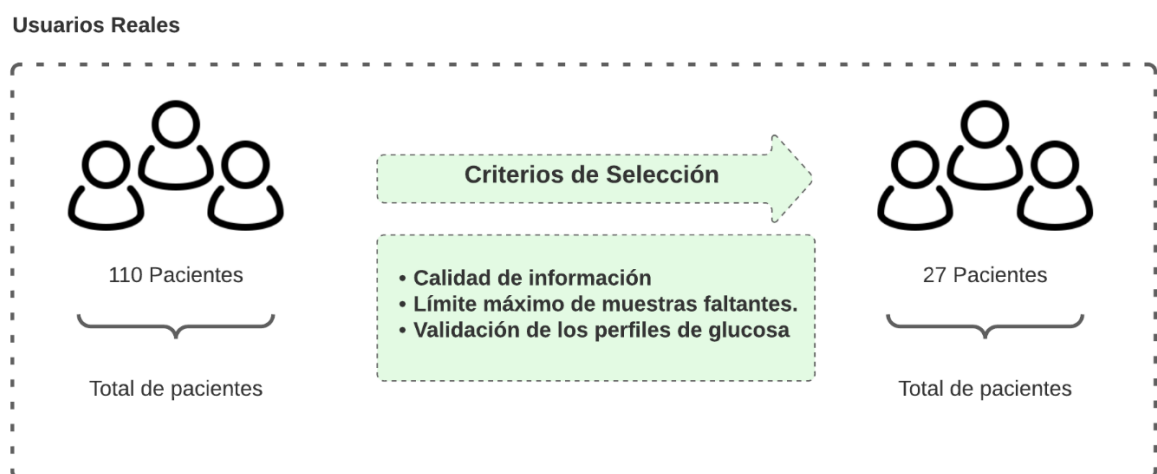 Usuarios Reales
Criterios de Selección
110 Pacientes
• Calidad de información
• Límite máximo de muestras faltantes.
• Validación de los perfiles de glucosa
27 Pacientes
Total de pacientes
Total de pacientes